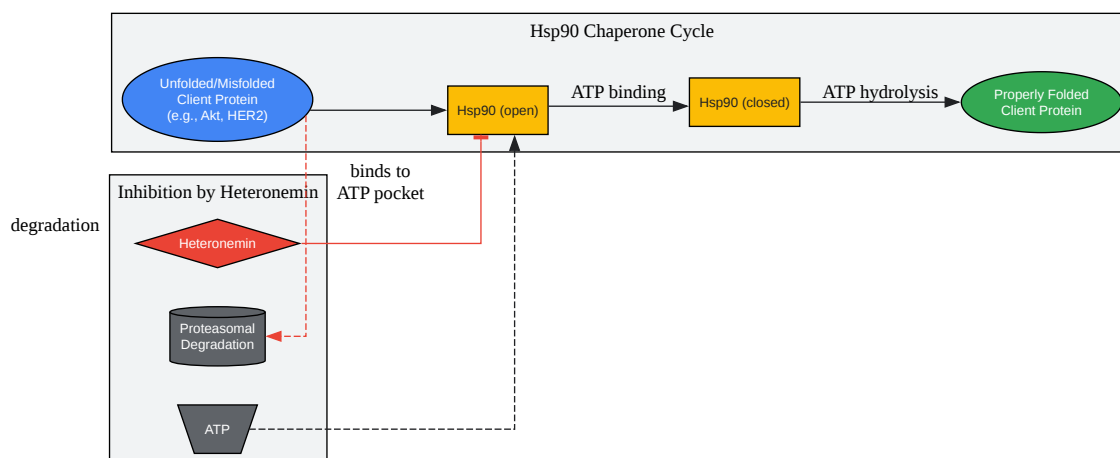 Hsp90 Chaperone Cycle
Unfolded/Misfolded
Client Protein
(e.g., Akt, HER2)
Hsp90 (open)
ATP binding
Hsp90 (closed)
ATP hydrolysis
Properly Folded
Client Protein
binds to
ATP pocket
Inhibition by Heteronemin
degradation
Heteronemin
Proteasomal
Degradation
ATP